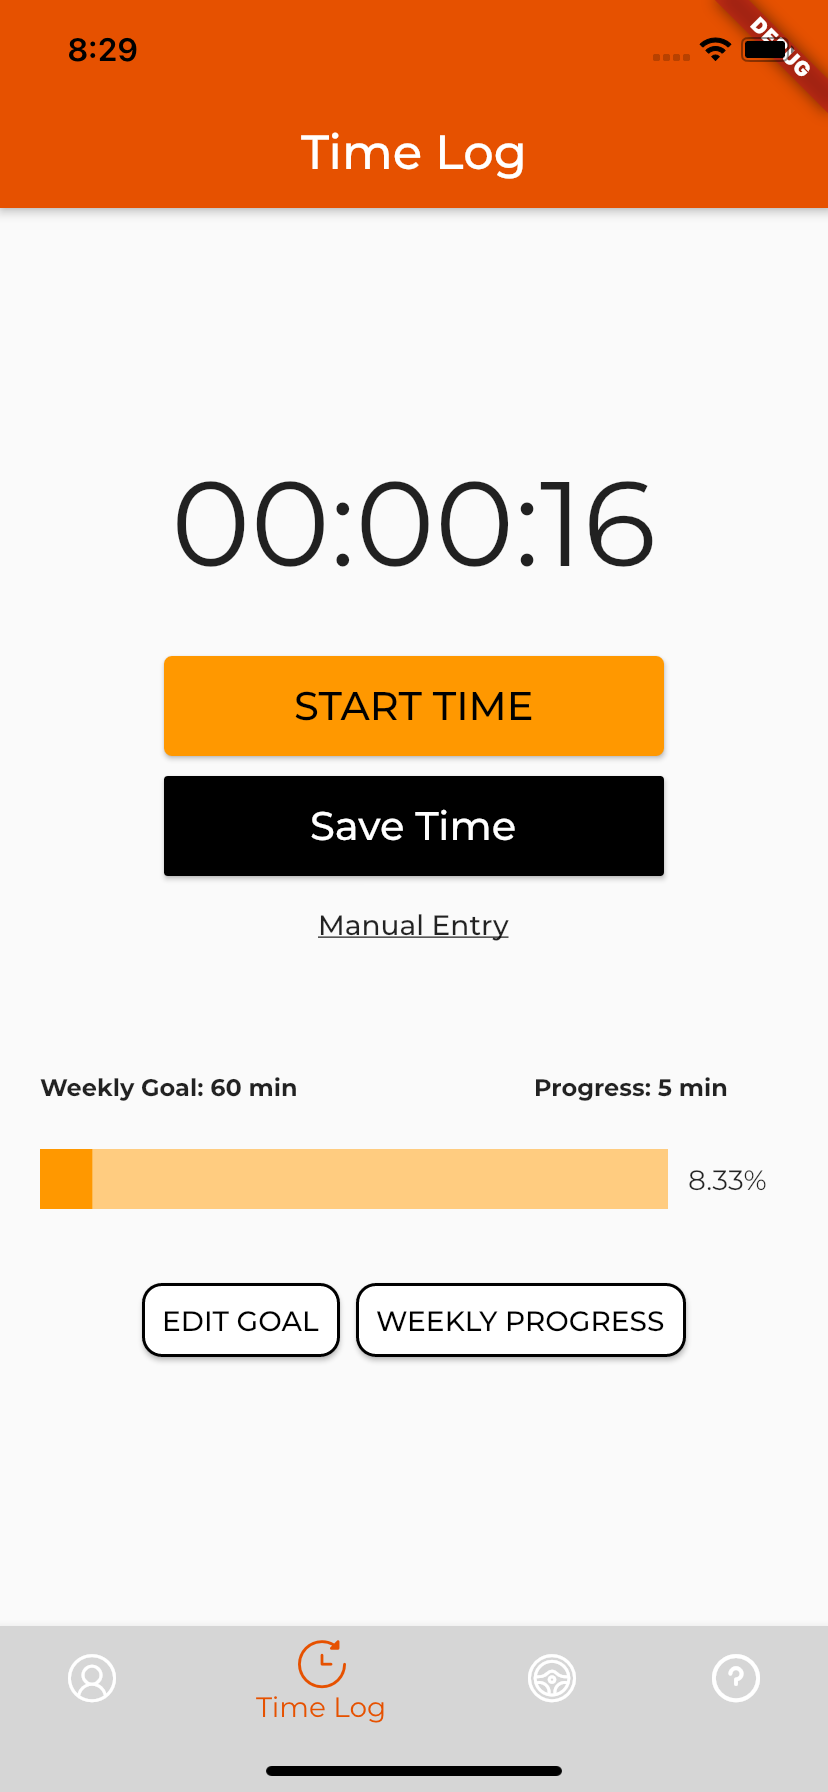 8:29
DEBUG
Time Log
00:00:16
START TIME
Save Time
Manual Entry
Weekly Goal: 60 min Progress: 5 min
8.33%
EDIT GOAL WEEKLY PROGRESS
Time Log